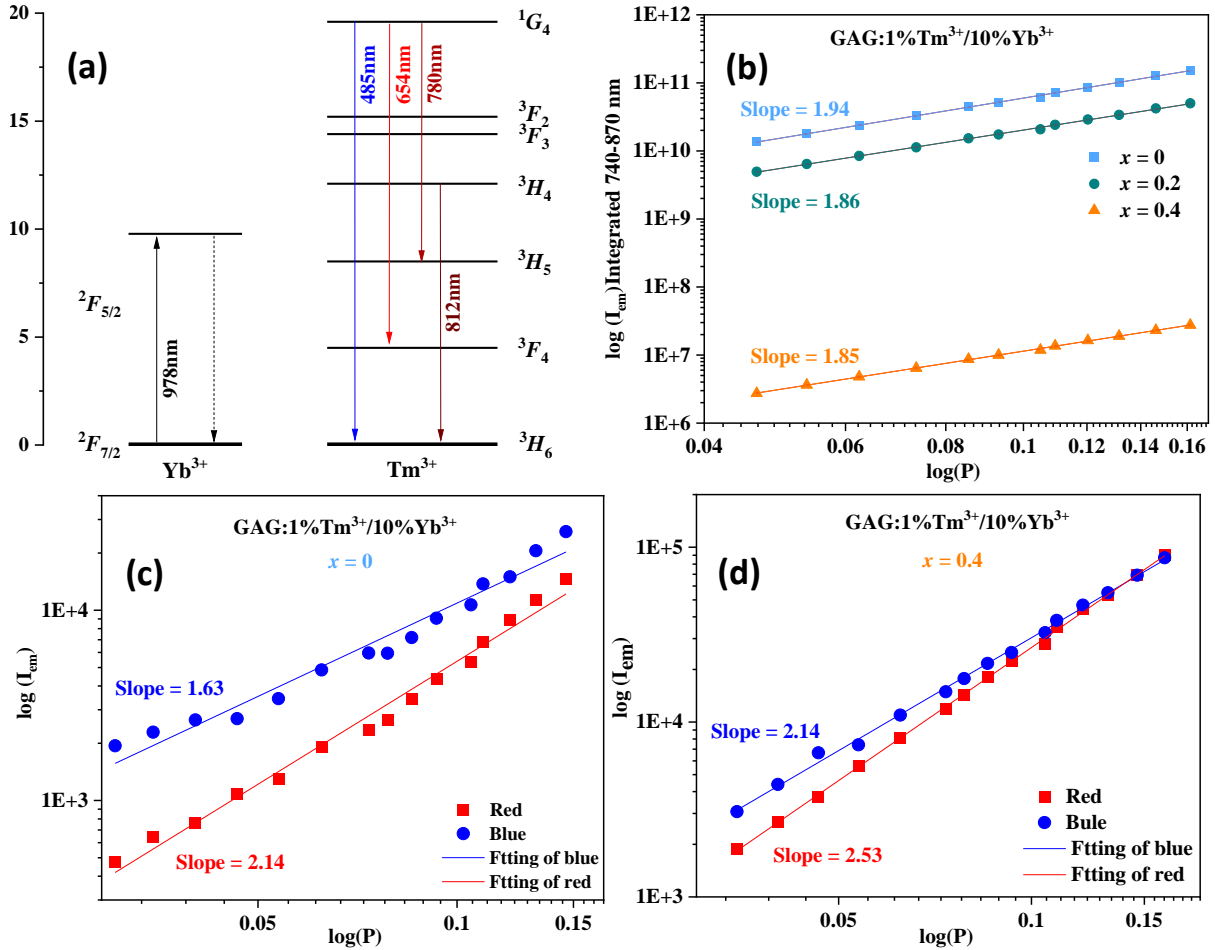 (a)
20
15
10
5
0
¹G₄
³F₂
³F₃
³H₄
³H₅
³F₄
³H₆
485nm
654nm
780nm
812nm
978nm
²F₅/₂
²F₇/₂
Yb³⁺
Tm³⁺
(b)
GAG:1%Tm³⁺/10%Yb³⁺
log (Iₑₘ)Integrated 740-870 nm
1E+12
1E+11
1E+10
1E+9
1E+8
1E+7
1E+6
Slope = 1.94
Slope = 1.86
Slope = 1.85
x = 0
x = 0.2
x = 0.4
0.04 0.06 0.08 0.1 0.12 0.14 0.16
log(P)
(c)
GAG:1%Tm³⁺/10%Yb³⁺
x = 0
log (Iₑₘ)
1E+4
1E+3
Slope = 1.63
Slope = 2.14
Red
Blue
Ftting of blue
Ftting of red
0.05 0.1 0.15
log(P)
(d)
GAG:1%Tm³⁺/10%Yb³⁺
x = 0.4
log (Iₑₘ)
1E+5
1E+4
1E+3
Slope = 2.14
Slope = 2.53
Red
Bule
Ftting of blue
Ftting of red
0.05 0.1 0.15
log(P)